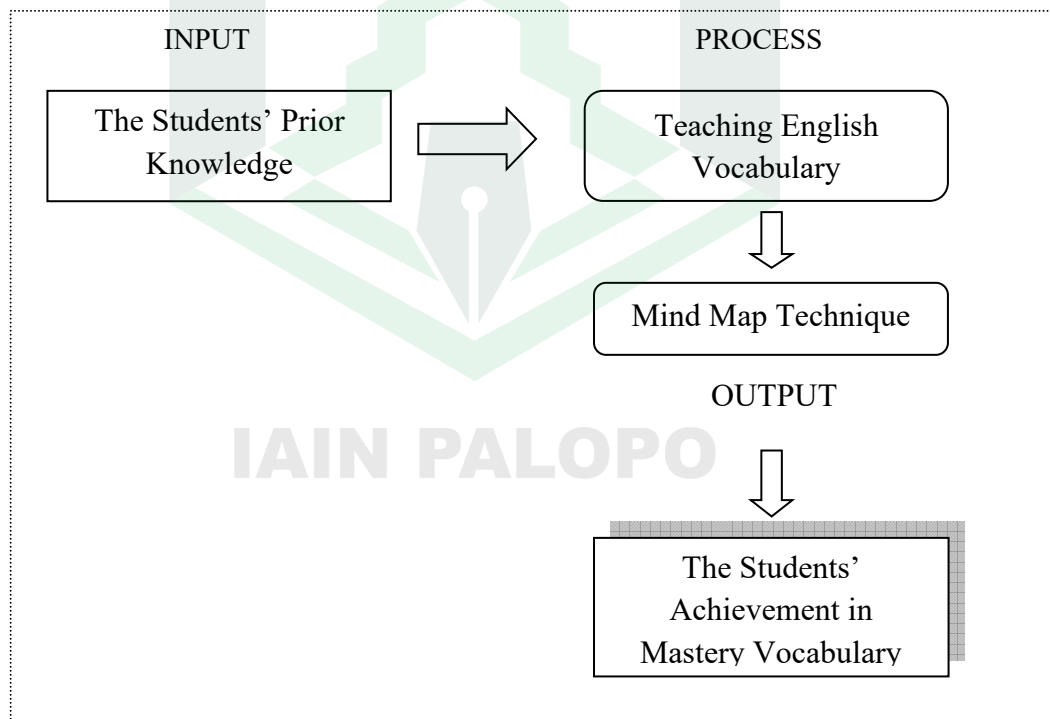 INPUT
PROCESS
The Students’ Prior
Knowledge
Teaching English
Vocabulary
Mind Map Technique
OUTPUT
IAIN PALOPO
The Students’
Achievement in
Mastery Vocabulary